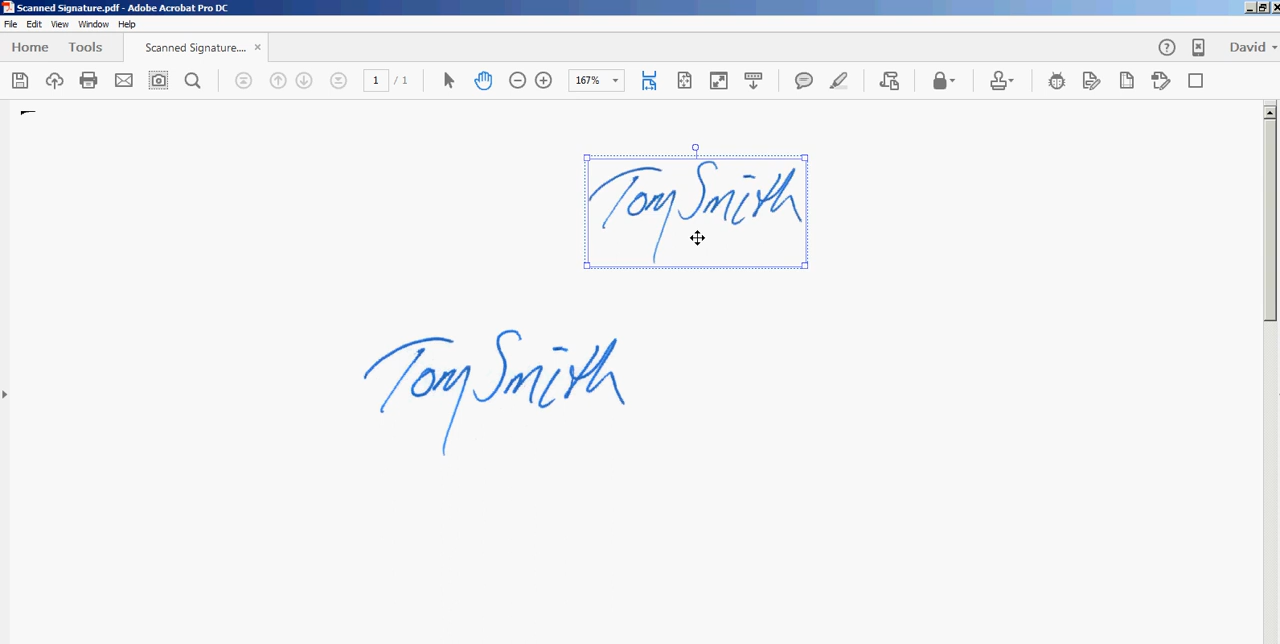 Scanned Signature.pdf - Adobe Acrobat Pro DC
File Edit View Window Help
Home Tools Scanned Signature.... × David
1 / 1 167%
Tom Smith
Tom Smith